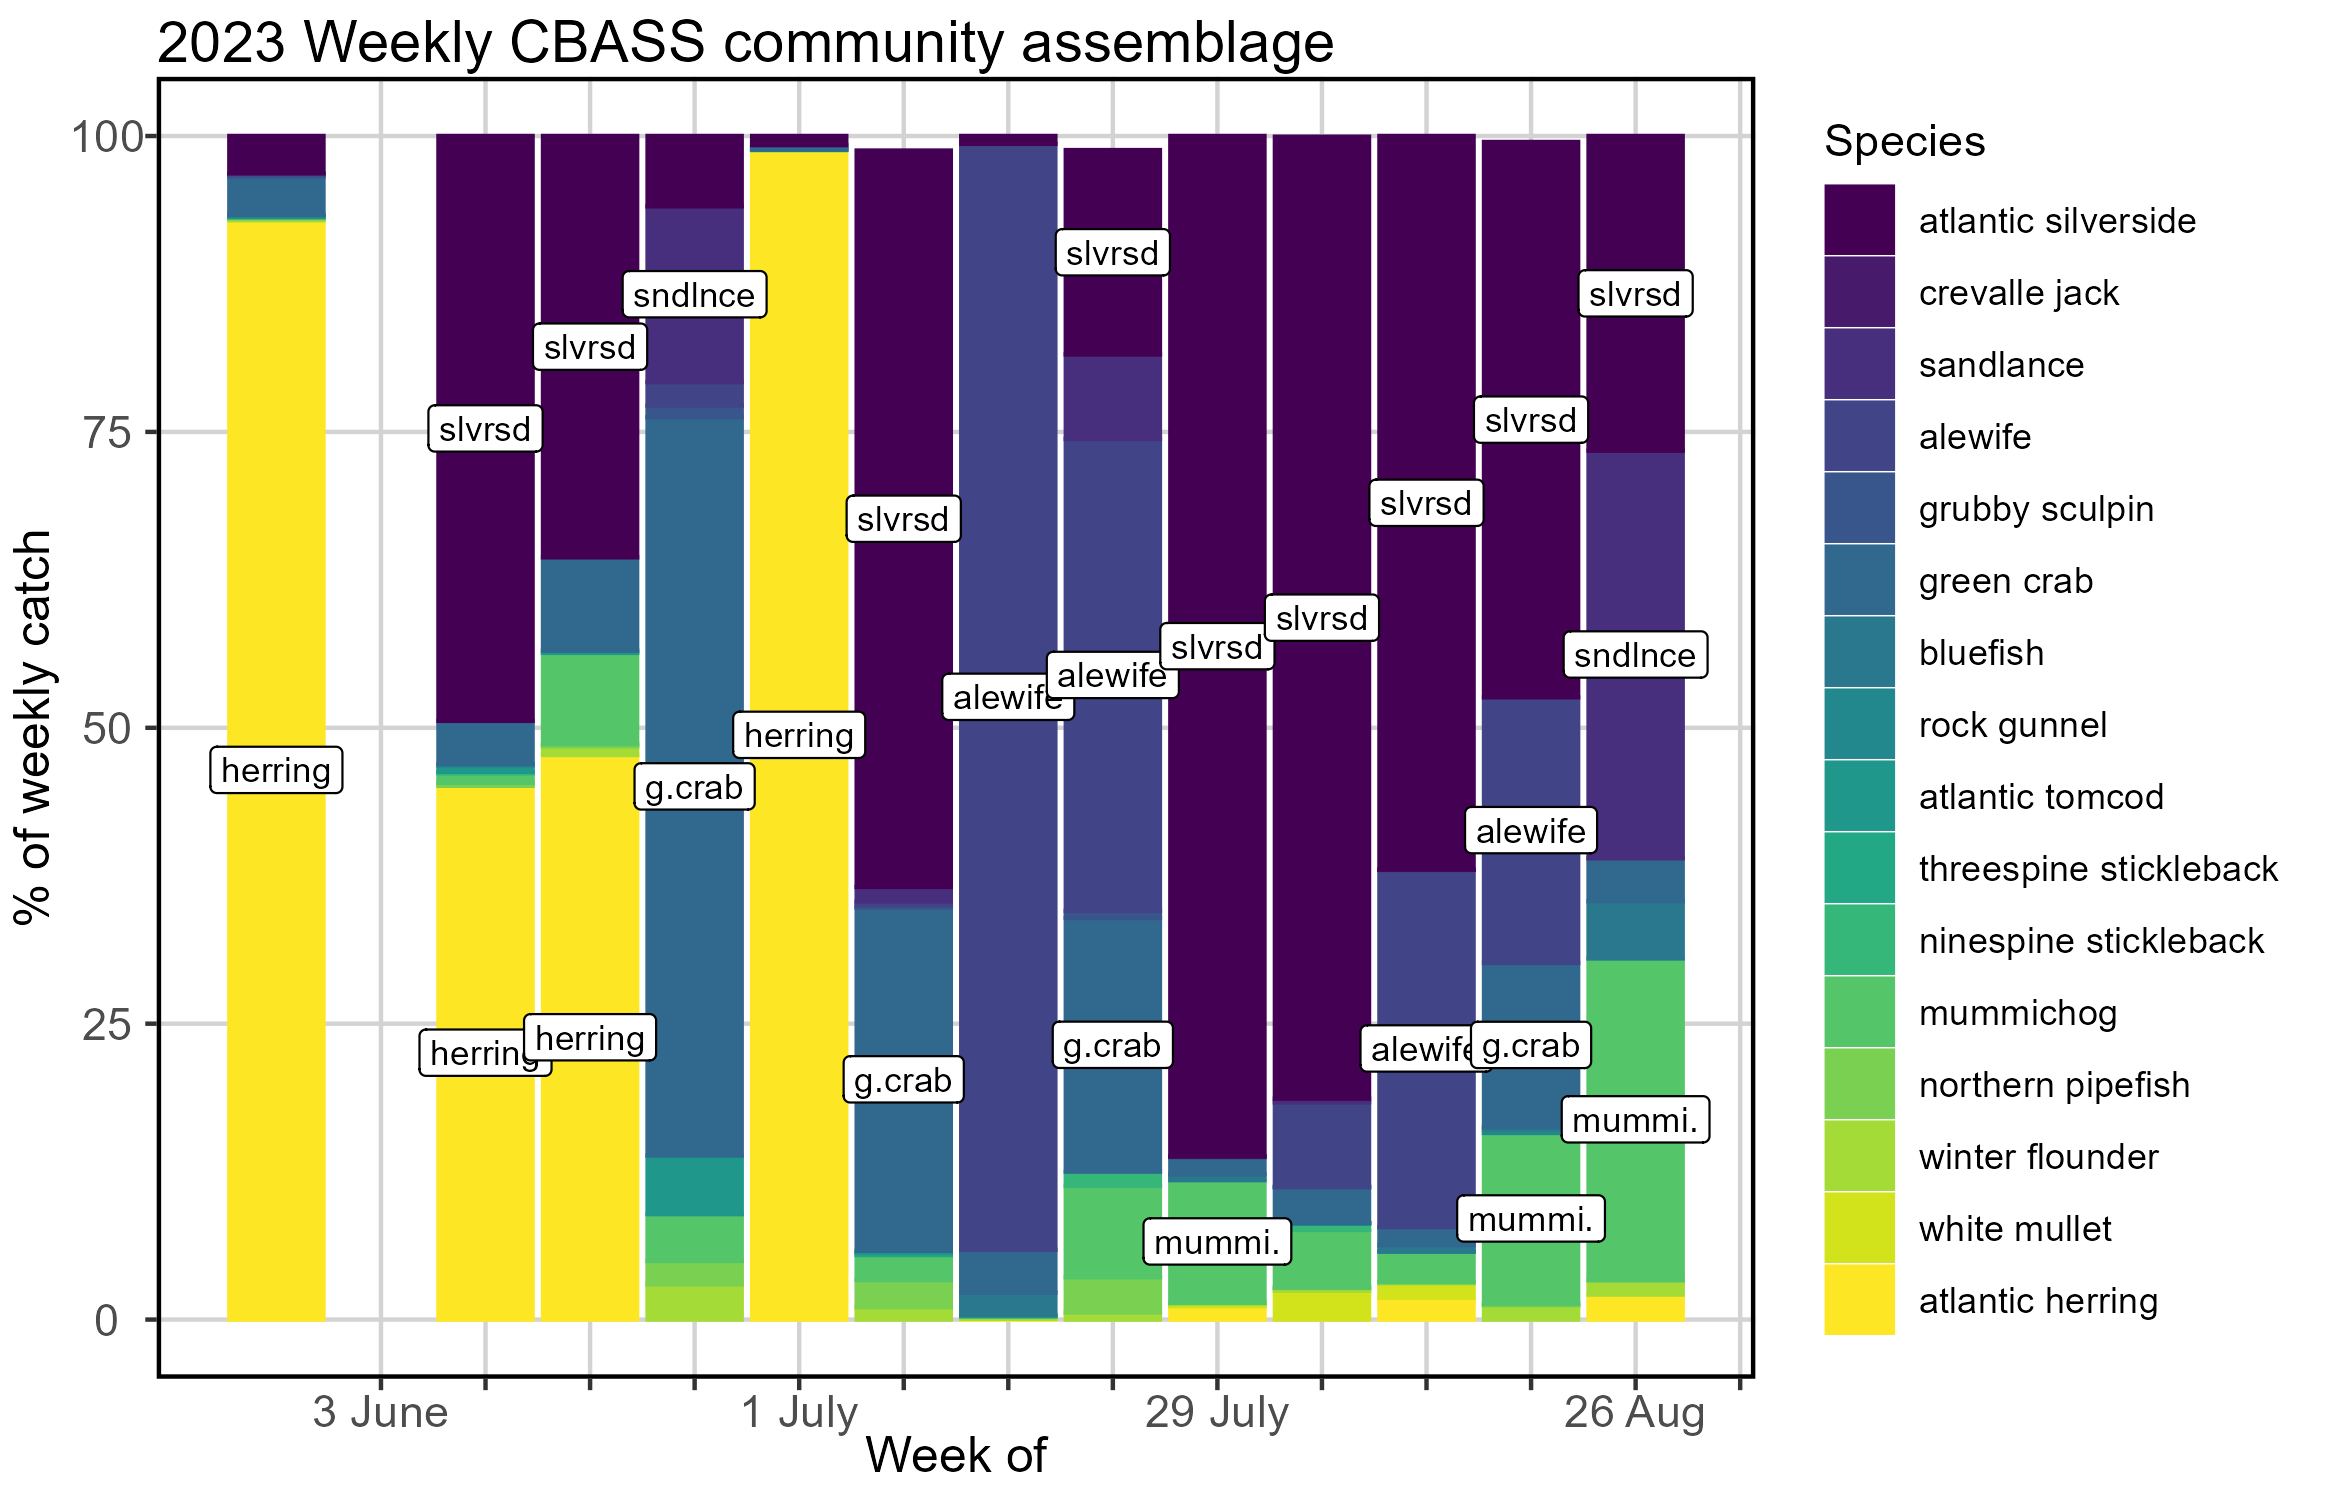 2023 Weekly CBASS community assemblage
% of weekly catch
100
75
50
25
0
herring
slvrsd
herring
slvrsd
herring
sndlnce
g.crab
herring
slvrsd
g.crab
alewife
slvrsd
alewife
g.crab
slvrsd
mummi.
slvrsd
slvrsd
alewife
slvrsd
alewife
g.crab
mummi.
slvrsd
sndlnce
mummi.
3 June
1 July
29 July
26 Aug
Week of
Species
atlantic silverside
crevalle jack
sandlance
alewife
grubby sculpin
green crab
bluefish
rock gunnel
atlantic tomcod
threespine stickleback
ninespine stickleback
mummichog
northern pipefish
winter flounder
white mullet
atlantic herring